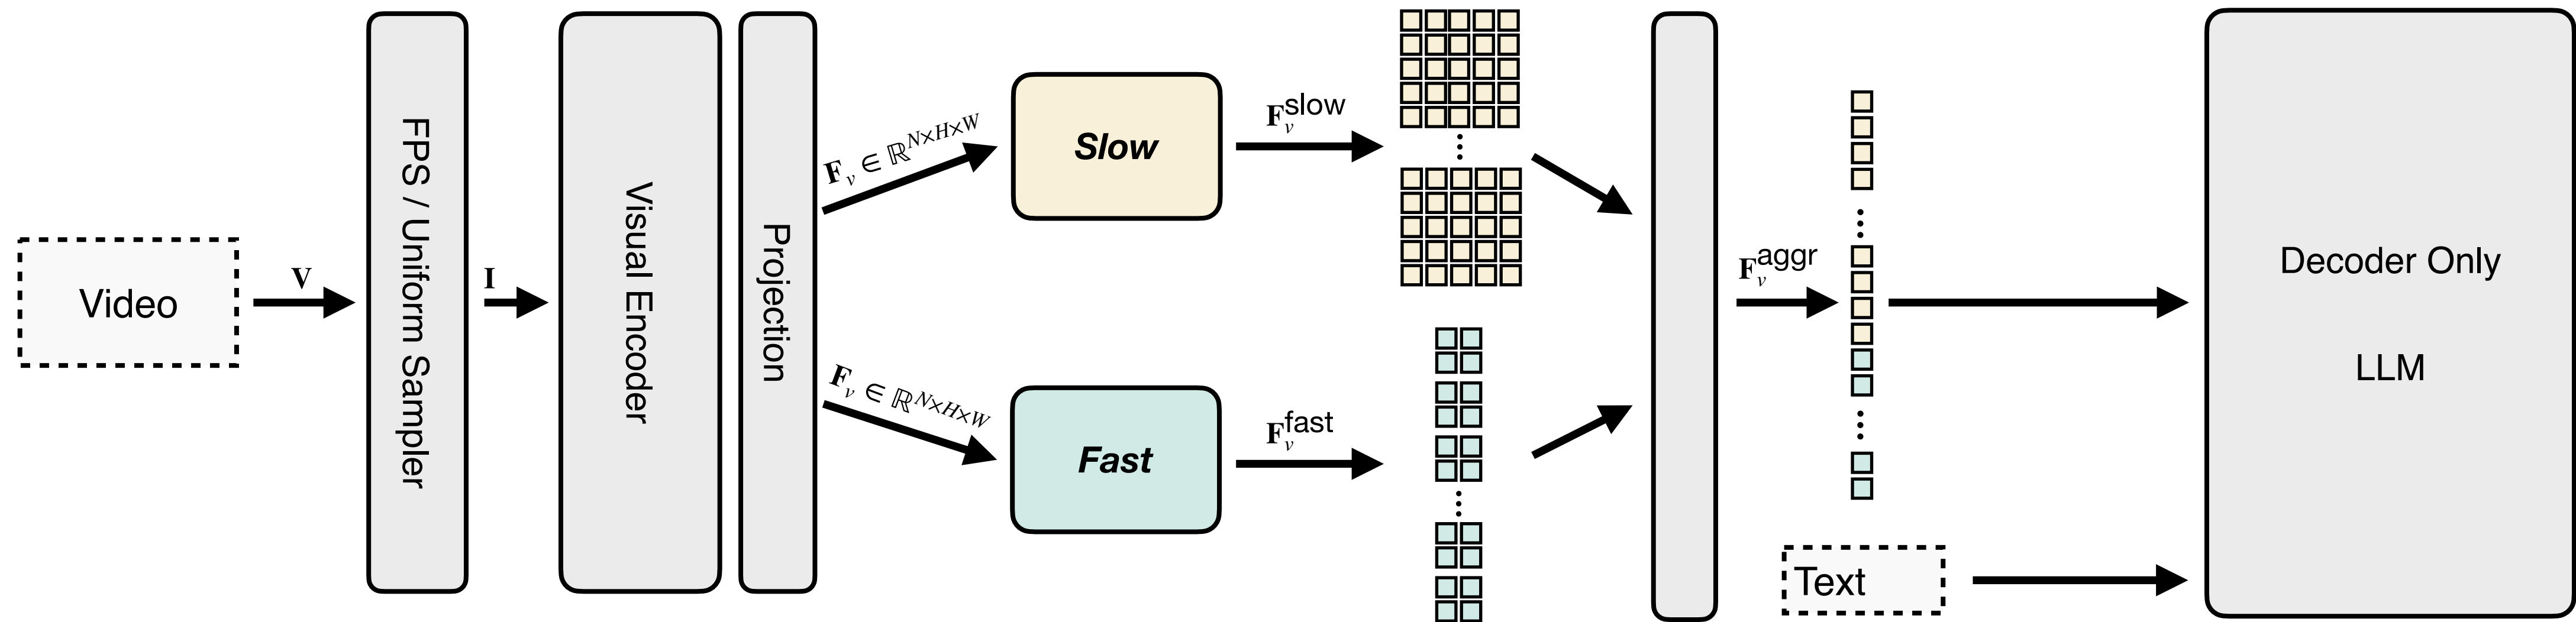 Video
V
FPS / Uniform Sampler
I
Visual Encoder
Projection
F_v ∈ ℝ^{N×H×W}
Slow
F_v^{slow}
F_v ∈ ℝ^{N×H×W}
Fast
F_v^{fast}
F_v^{aggr}
Text
Decoder Only
LLM